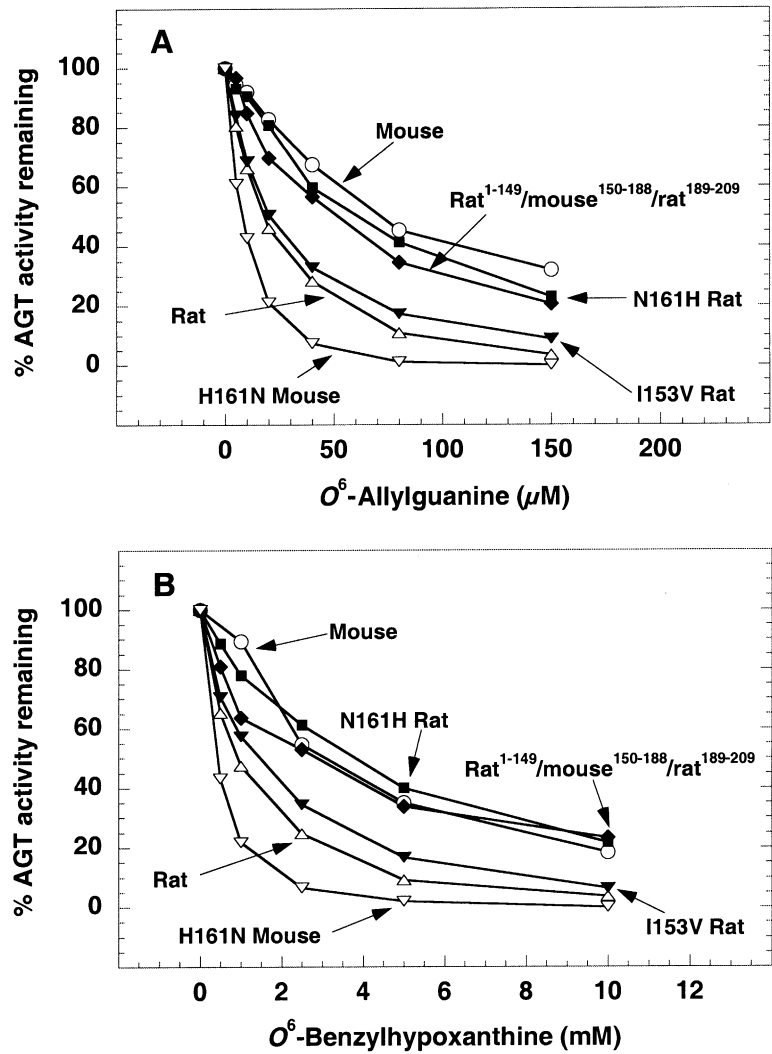 A
100
80
60
40
20
0
% AGT activity remaining
Mouse
Rat1-149/mouse150-188/rat189-209
N161H Rat
Rat
I153V Rat
H161N Mouse
0 50 100 150 200
O6-Allylguanine (µM)
B
100
80
60
40
20
0
% AGT activity remaining
Mouse
N161H Rat
Rat1-149/mouse150-188/rat189-209
Rat
I153V Rat
H161N Mouse
0 2 4 6 8 10 12
O6-Benzylhypoxanthine (mM)